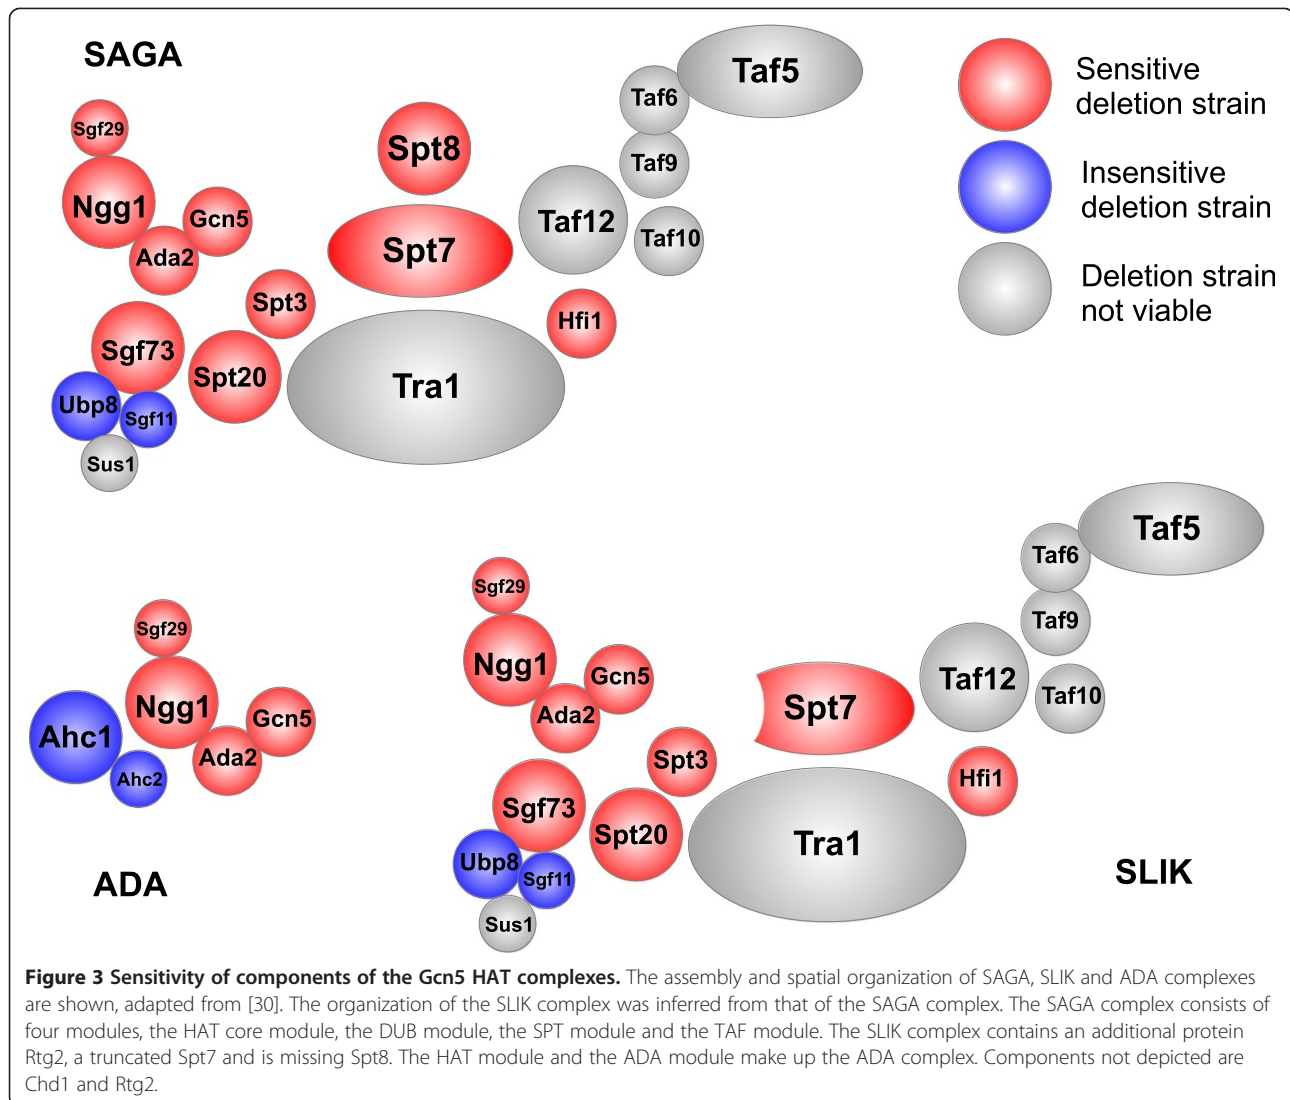 SAGA
Sgf29
Ngg1
Gcn5
Ada2
Spt8
Spt7
Spt3
Sgf73
Spt20
Ubp8
Sgf11
Sus1
Tra1
Hfi1
Taf12
Taf10
Taf9
Taf6
Taf5
Sensitive
deletion strain
Insensitive
deletion strain
Deletion strain
not viable
Sgf29
Ngg1
Gcn5
Ada2
Ahc1
Ahc2
ADA
Sgf29
Ngg1
Gcn5
Ada2
Spt7
Spt3
Sgf73
Spt20
Ubp8
Sgf11
Sus1
Tra1
Hfi1
Taf12
Taf10
Taf9
Taf6
Taf5
SLIK
Figure 3 Sensitivity of components of the Gcn5 HAT complexes. The assembly and spatial organization of SAGA, SLIK and ADA complexes
are shown, adapted from [30]. The organization of the SLIK complex was inferred from that of the SAGA complex. The SAGA complex consists of
four modules, the HAT core module, the DUB module, the SPT module and the TAF module. The SLIK complex contains an additional protein
Rtg2, a truncated Spt7 and is missing Spt8. The HAT module and the ADA module make up the ADA complex. Components not depicted are
Chd1 and Rtg2.